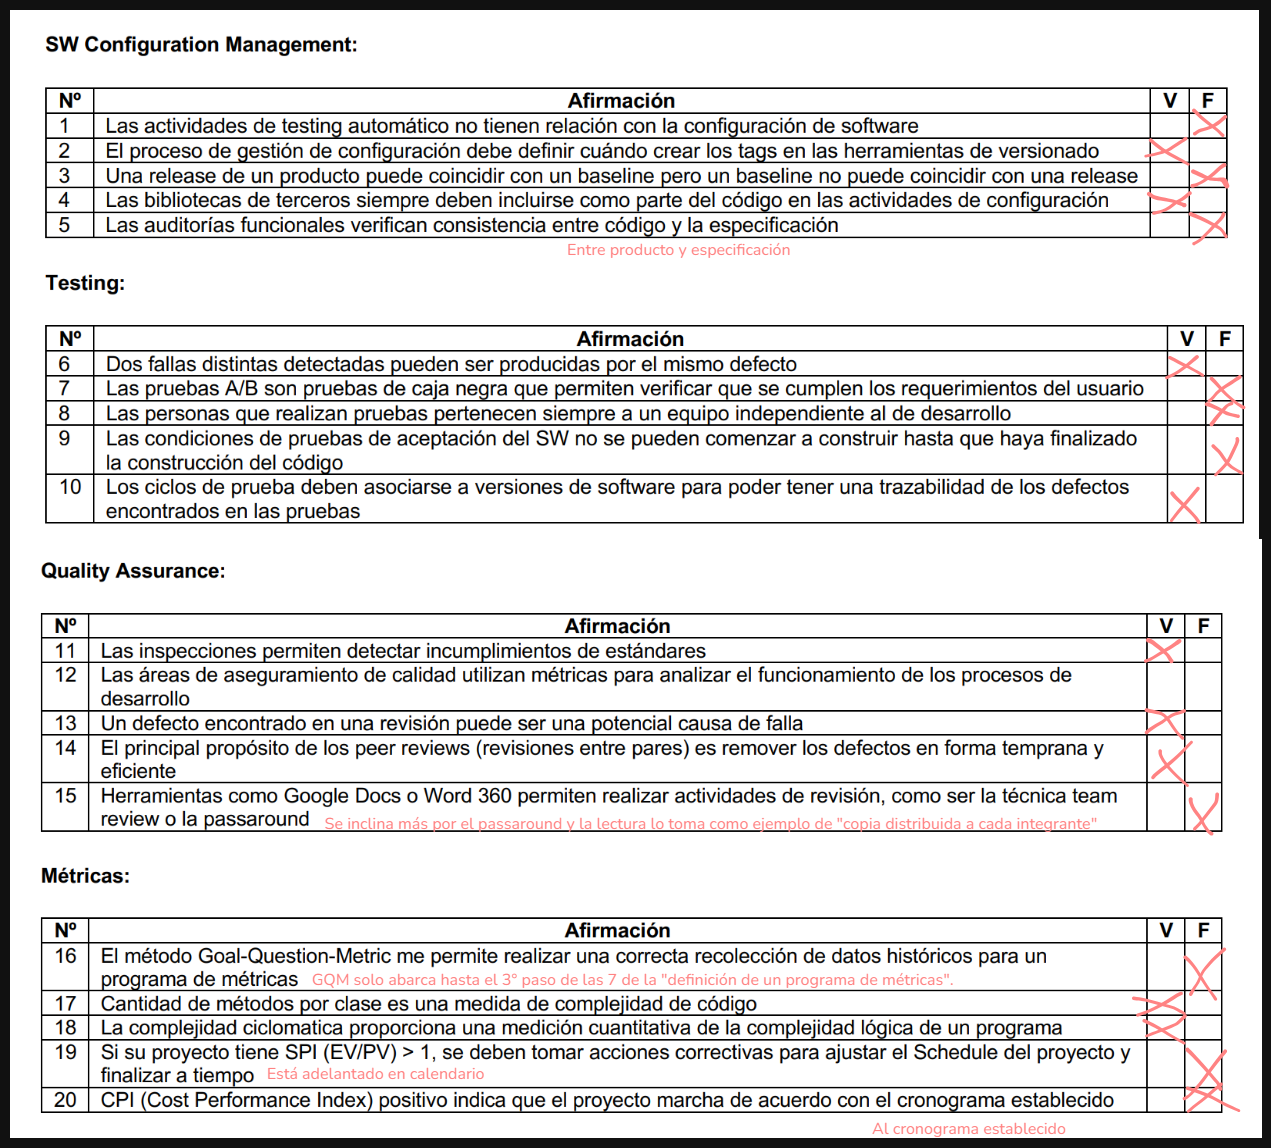 SW Configuration Management:
Nº Afirmación V F
1 Las actividades de testing automático no tienen relación con la configuración de software
2 El proceso de gestión de configuración debe definir cuándo crear los tags en las herramientas de versionado
3 Una release de un producto puede coincidir con un baseline pero un baseline no puede coincidir con una release
4 Las bibliotecas de terceros siempre deben incluirse como parte del código en las actividades de configuración
5 Las auditorías funcionales verifican consistencia entre código y la especificación
Entre producto y especificación
Testing:
Nº Afirmación V F
6 Dos fallas distintas detectadas pueden ser producidas por el mismo defecto
7 Las pruebas A/B son pruebas de caja negra que permiten verificar que se cumplen los requerimientos del usuario
8 Las personas que realizan pruebas pertenecen siempre a un equipo independiente al de desarrollo
9 Las condiciones de pruebas de aceptación del SW no se pueden comenzar a construir hasta que haya finalizado
la construcción del código
10 Los ciclos de prueba deben asociarse a versiones de software para poder tener una trazabilidad de los defectos
encontrados en las pruebas
Quality Assurance:
Nº Afirmación V F
11 Las inspecciones permiten detectar incumplimientos de estándares
12 Las áreas de aseguramiento de calidad utilizan métricas para analizar el funcionamiento de los procesos de
desarrollo
13 Un defecto encontrado en una revisión puede ser una potencial causa de falla
14 El principal propósito de los peer reviews (revisiones entre pares) es remover los defectos en forma temprana y
eficiente
15 Herramientas como Google Docs o Word 360 permiten realizar actividades de revisión, como ser la técnica team
review o la passaround Se inclina más por el passaround y la lectura lo toma como ejemplo de "copia distribuida a cada integrante"
Métricas:
Nº Afirmación V F
16 El método Goal-Question-Metric me permite realizar una correcta recolección de datos históricos para un
programa de métricas GQM solo abarca hasta el 3° paso de las 7 de la "definición de un programa de métricas".
17 Cantidad de métodos por clase es una medida de complejidad de código
18 La complejidad ciclomatica proporciona una medición cuantitativa de la complejidad lógica de un programa
19 Si su proyecto tiene SPI (EV/PV) > 1, se deben tomar acciones correctivas para ajustar el Schedule del proyecto y
finalizar a tiempo Está adelantado en calendario
20 CPI (Cost Performance Index) positivo indica que el proyecto marcha de acuerdo con el cronograma establecido
Al cronograma establecido